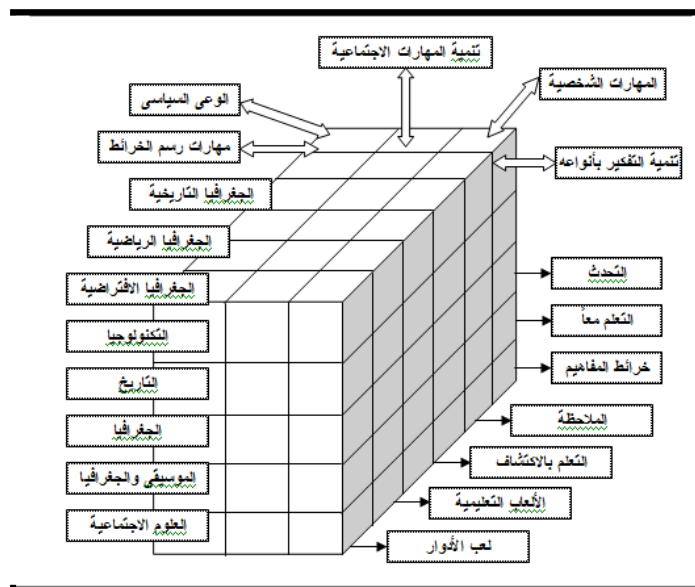 تنمية المهارات الاجتماعية
المهارات الشخصية
الوعى السياسى
مهارات رسم الخرائط
تنمية التفكير بأنواعه
الجغرافيا التاريخية
الجغرافيا الرياضية
التحدث
الجغرافيا الافتراضية
التعلم معاً
التكنولوجيا
خرائط المفاهيم
التاريخ
الملاحظة
الجغرافيا
التعلم بالاكتشاف
الموسيقى والجغرافيا
الألعاب التعليمية
العلوم الاجتماعية
لعب الأدوار